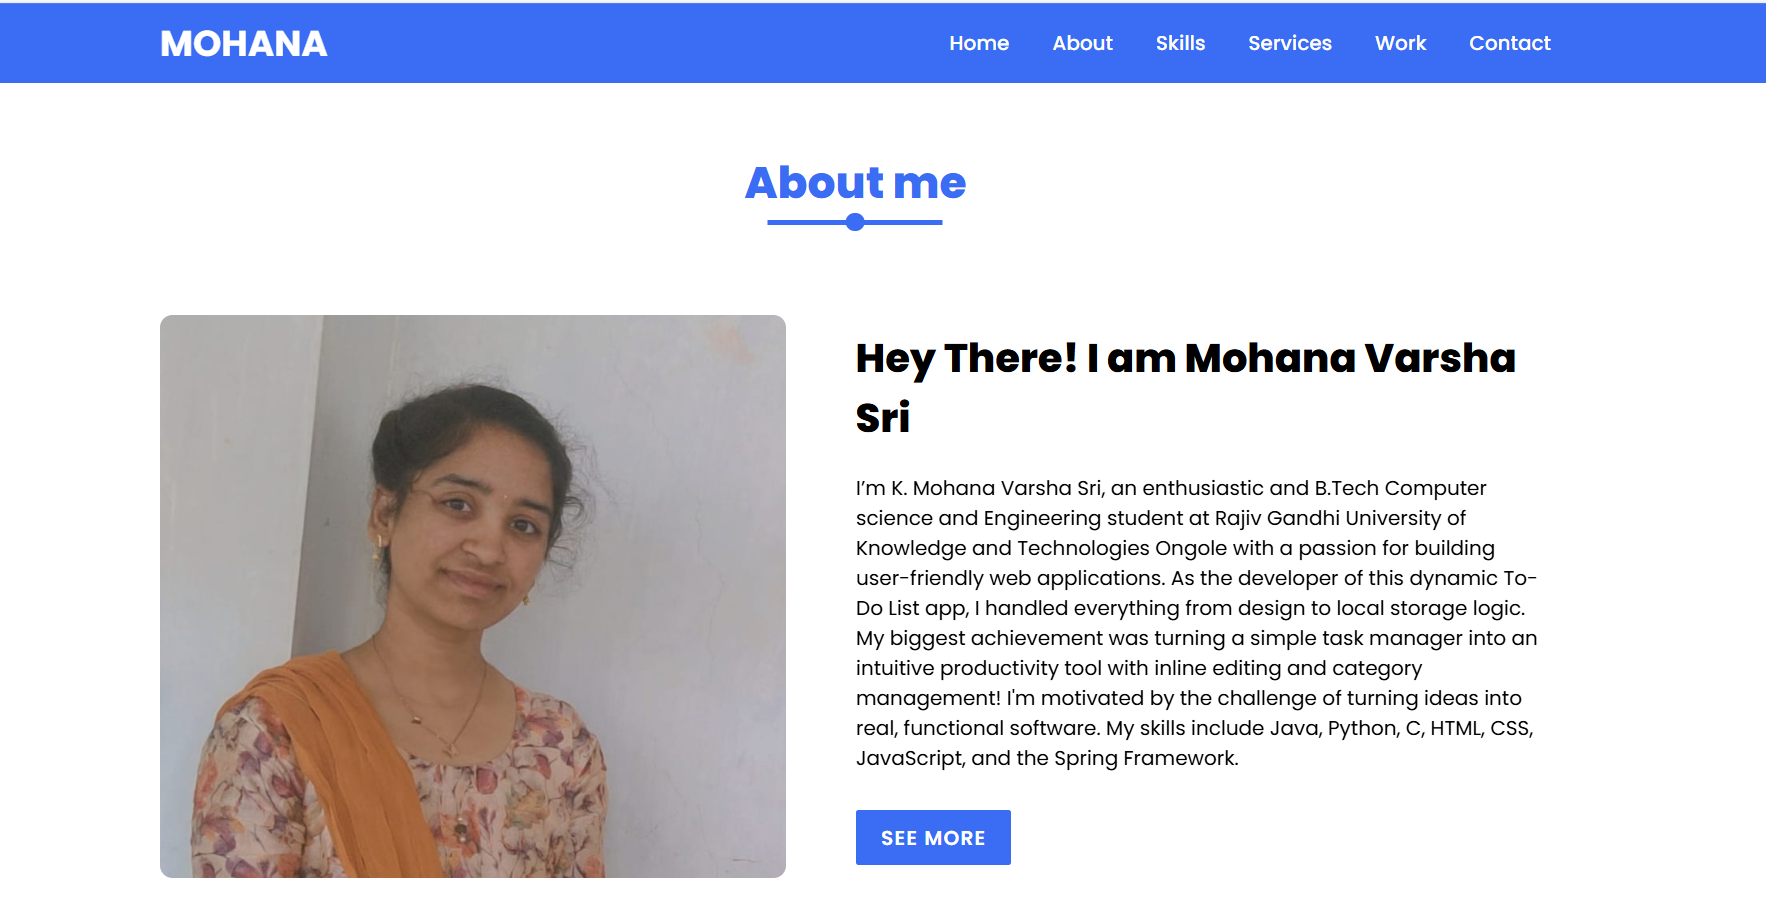 MOHANA
Home About Skills Services Work Contact
About me
Hey There! I am Mohana Varsha
Sri
I’m K. Mohana Varsha Sri, an enthusiastic and B.Tech Computer
science and Engineering student at Rajiv Gandhi University of
Knowledge and Technologies Ongole with a passion for building
user-friendly web applications. As the developer of this dynamic To-
Do List app, I handled everything from design to local storage logic.
My biggest achievement was turning a simple task manager into an
intuitive productivity tool with inline editing and category
management! I'm motivated by the challenge of turning ideas into
real, functional software. My skills include Java, Python, C, HTML, CSS,
JavaScript, and the Spring Framework.
SEE MORE